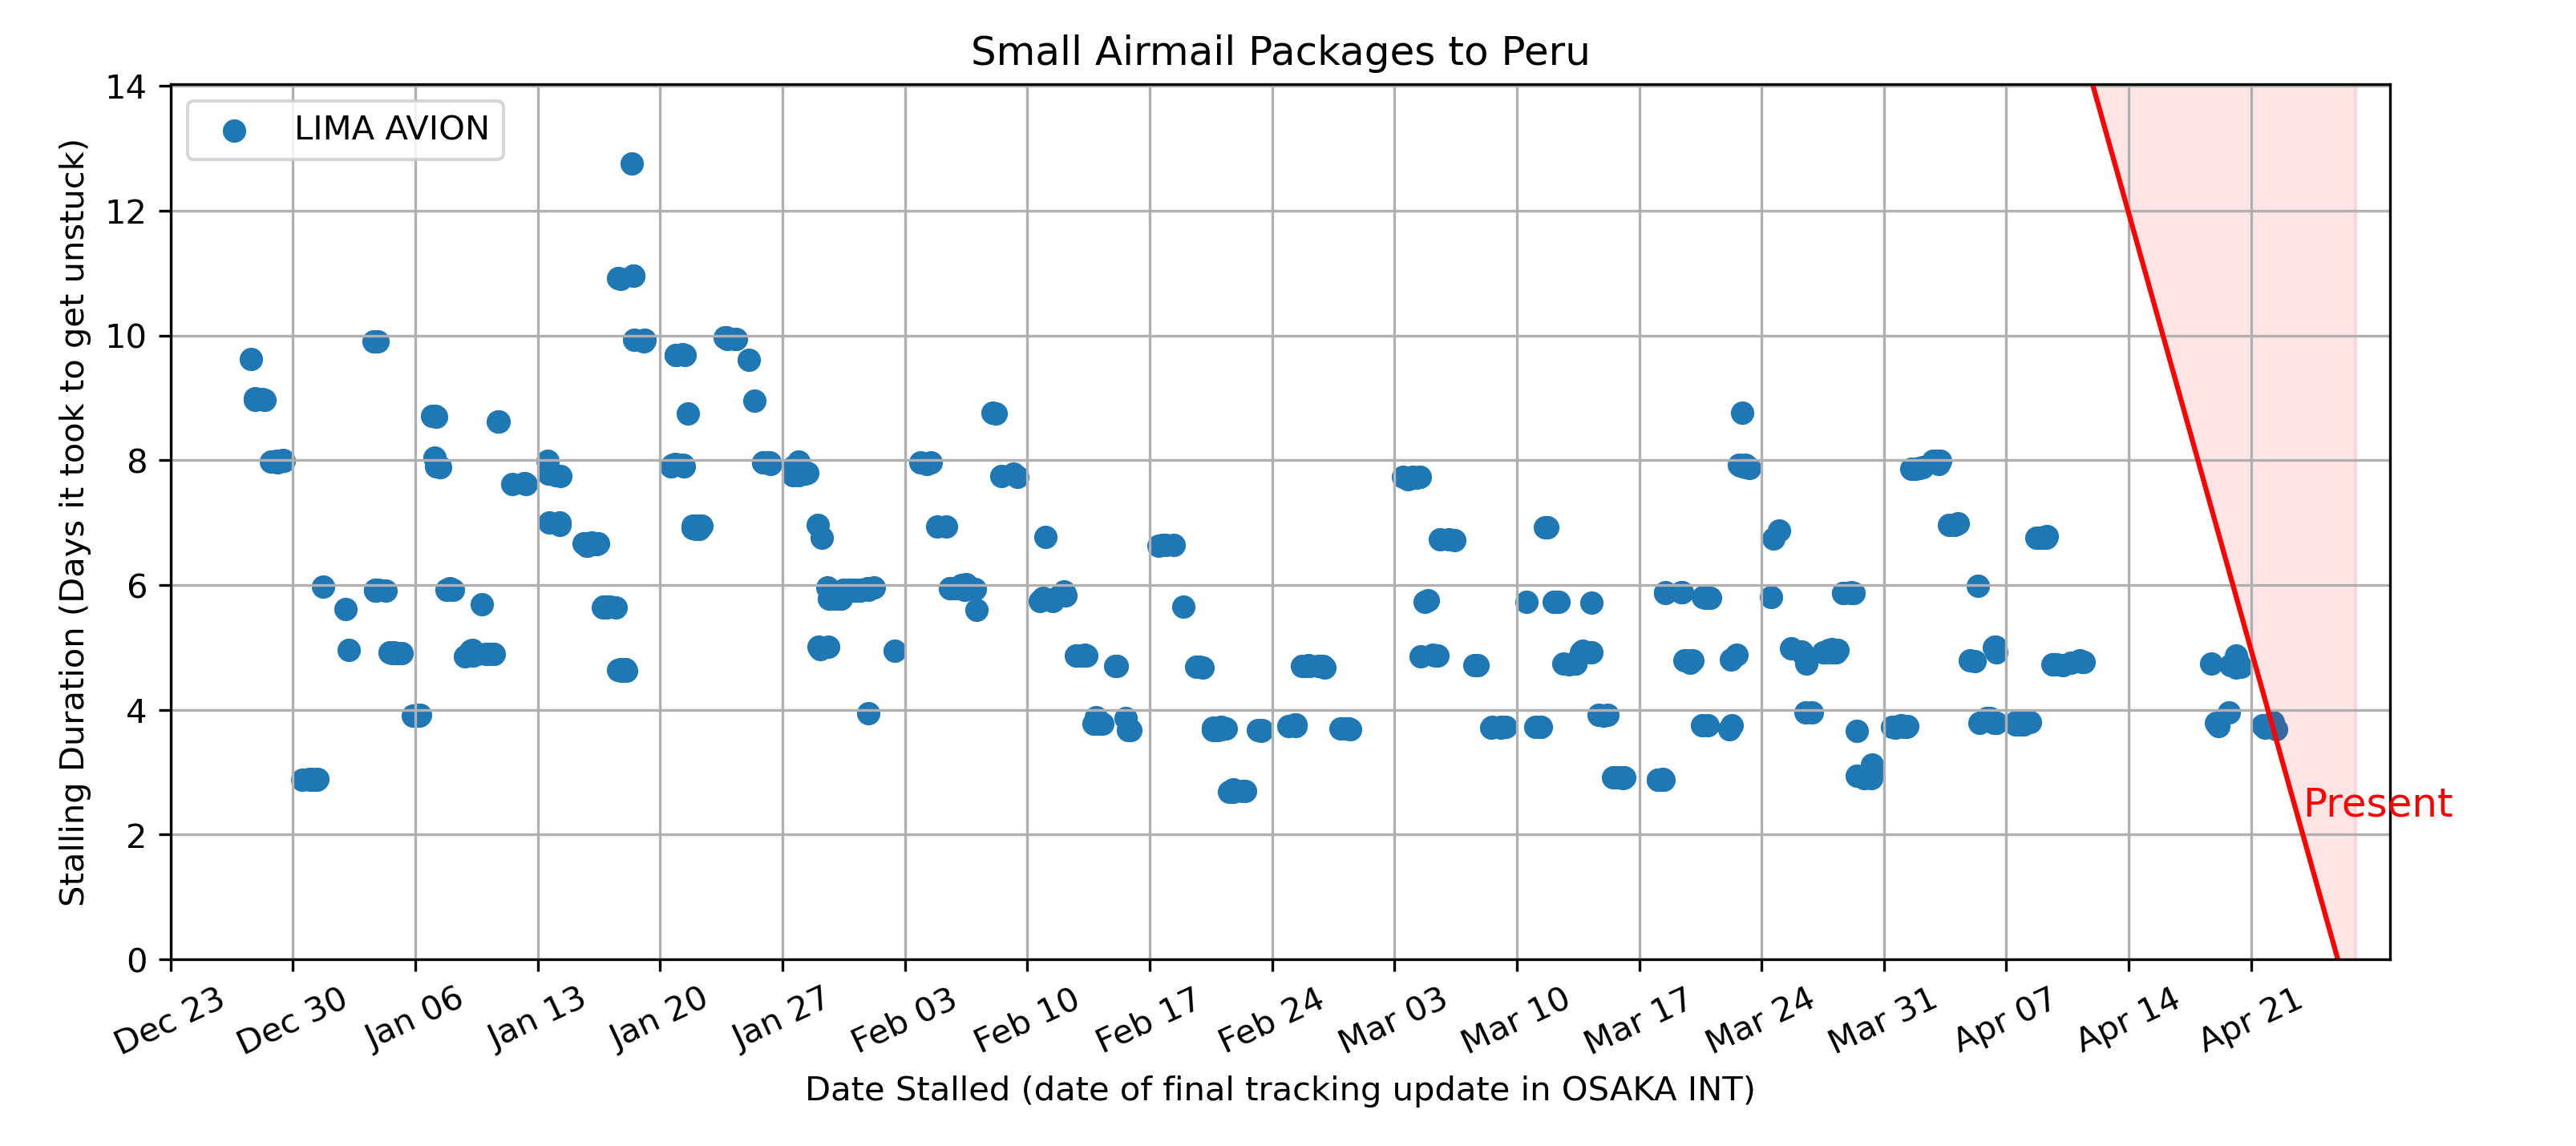 Small Airmail Packages to Peru
LIMA AVION
Stalling Duration (Days it took to get unstuck)
14
12
10
8
6
4
2
0
Present
Dec 23
Dec 30
Jan 06
Jan 13
Jan 20
Jan 27
Feb 03
Feb 10
Feb 17
Feb 24
Mar 03
Mar 10
Mar 17
Mar 24
Mar 31
Apr 07
Apr 14
Apr 21
Date Stalled (date of final tracking update in OSAKA INT)